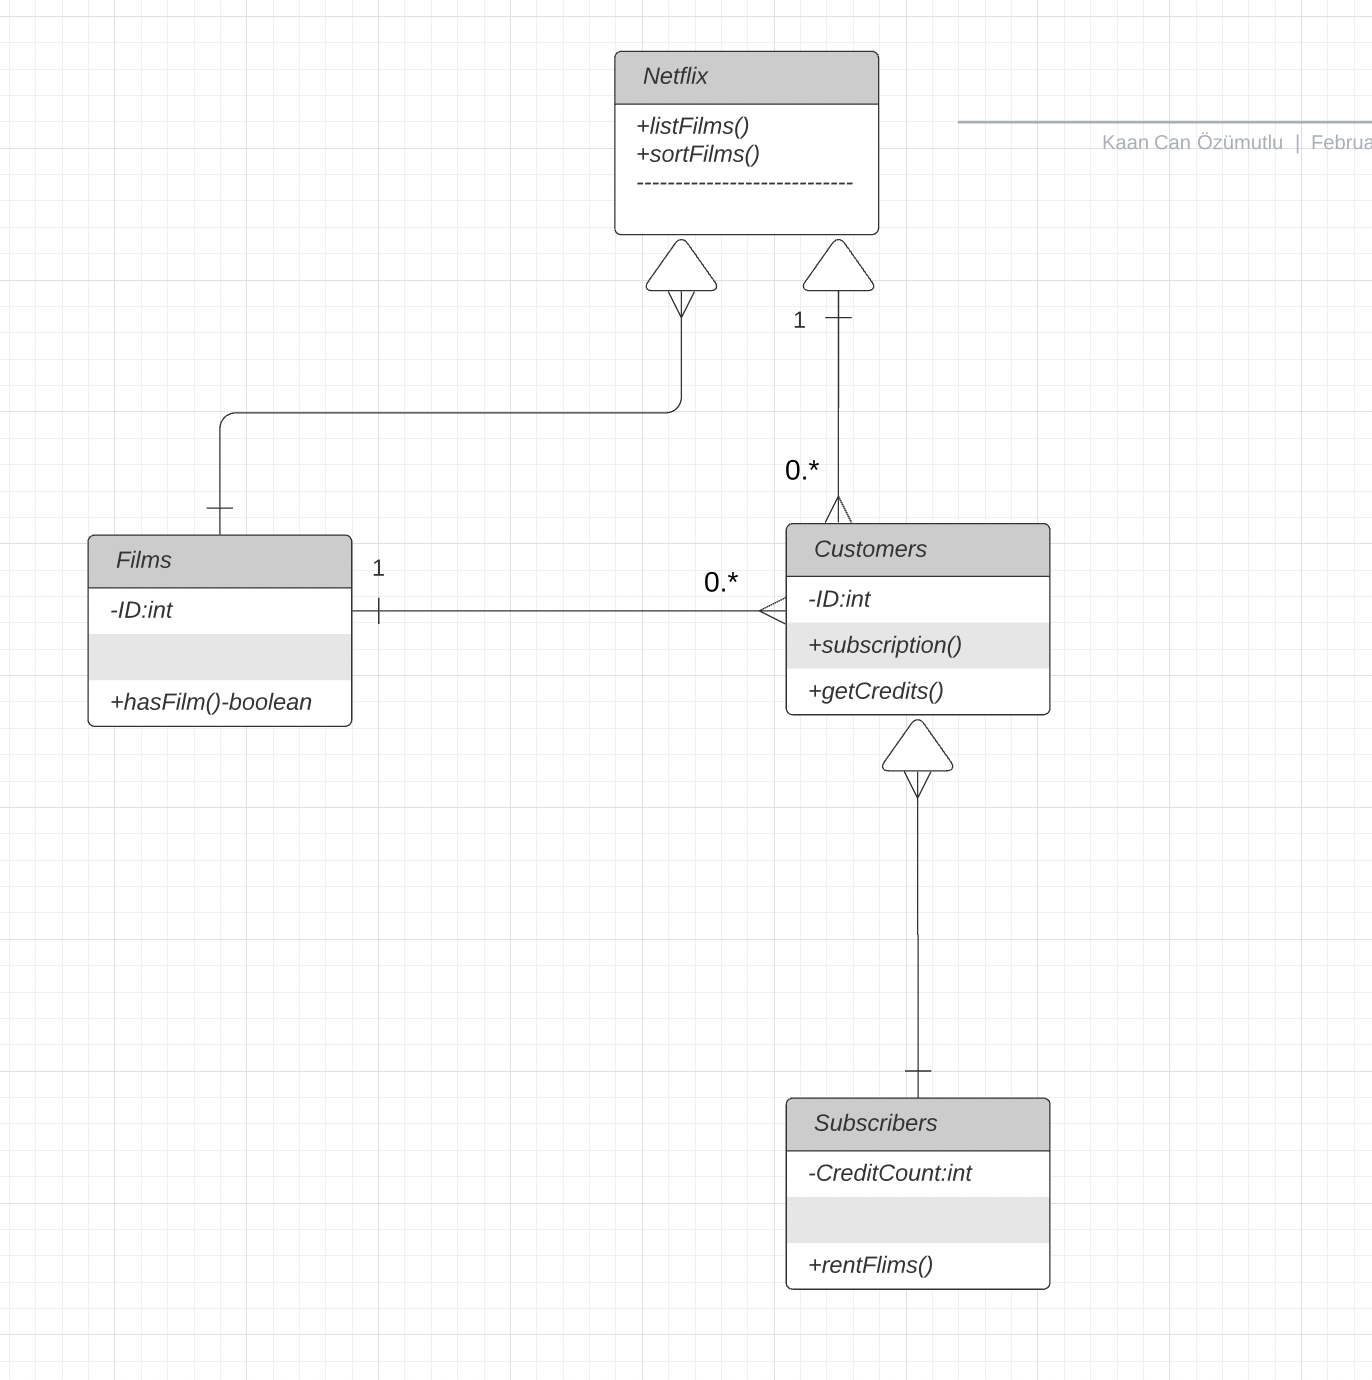 Netflix
+listFilms()
+sortFilms()
----------------------------
Kaan Can Özümutlu | Februa
1
0.*
Films
-ID:int
+hasFilm()-boolean
1
0.*
Customers
-ID:int
+subscription()
+getCredits()
Subscribers
-CreditCount:int
+rentFlims()